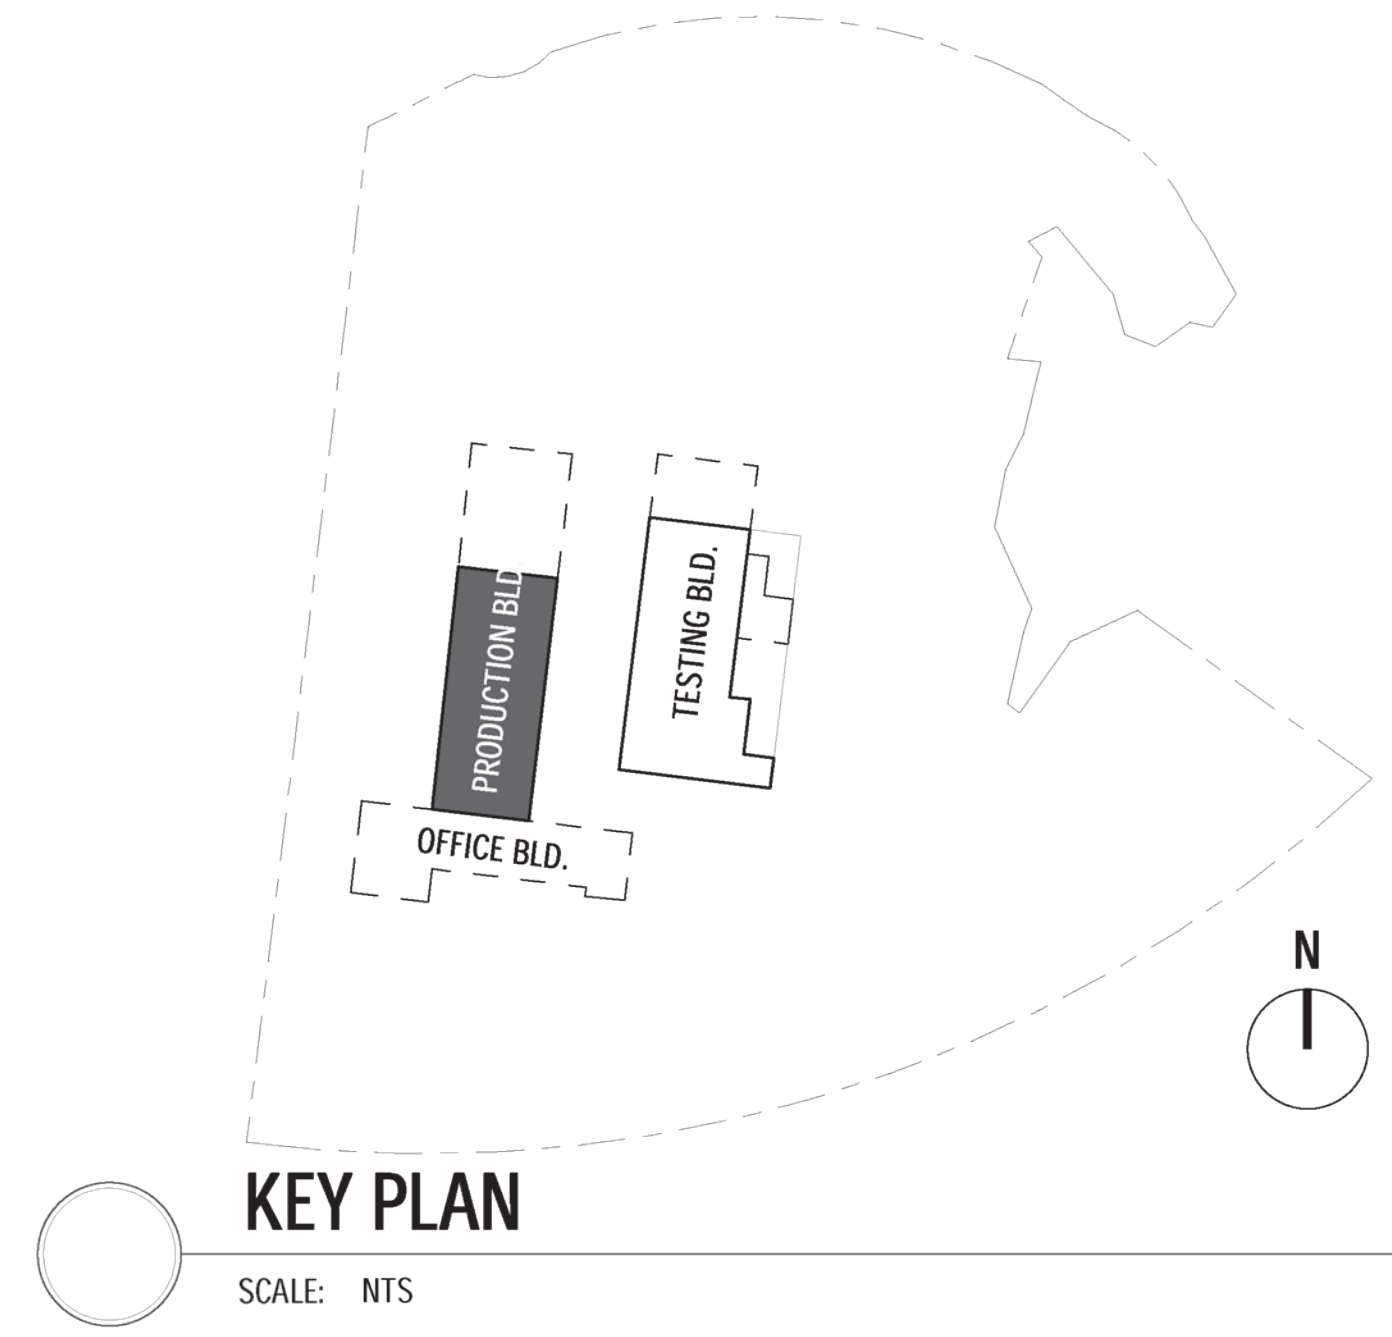 PRODUCTION BLD.
TESTING BLD.
OFFICE BLD.
N
KEY PLAN
SCALE: NTS